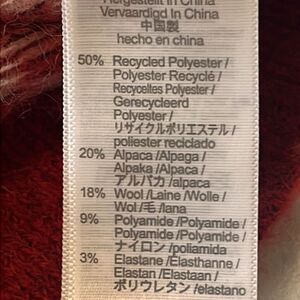 Hergestellt in China
Vervaardigd In China
中国製
hecho en china
50% Recycled Polyester /
Polyester Recyclé /
Recyceltes Polyester /
Gerecycleerd
Polyester /
リサイクルポリエステル /
poliester reciclado
20% Alpaca /Alpaga /
Alpaka /Alpaca /
アルパカ /alpaca
18% Wool /Laine /Wolle /
Wol /毛 /lana
9% Polyamide /Polyamide /
Polyamide /Polyamide /
ナイロン /poliamida
3% Elastane /Élasthanne /
Elastan /Elastaan /
ポリウレタン /elastano